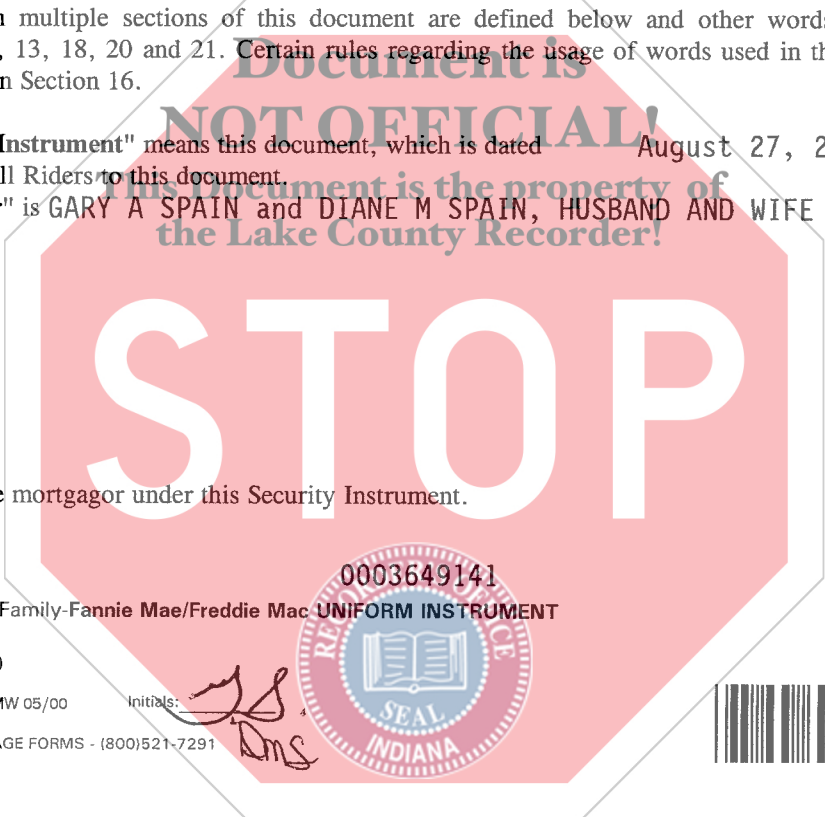 multiple sections of this document are defined below and other words
, 13, 18, 20 and 21. Certain rules regarding the usage of words used in th
n Section 16.
Document is
NOT OFFICIAL!
Instrument" means this document, which is dated August 27, 2
ll Riders to this document.
This Document is the property of
" is GARY A SPAIN and DIANE M SPAIN, HUSBAND AND WIFE
the Lake County Recorder!
STOP
e mortgagor under this Security Instrument.
0003649141
Family-Fannie Mae/Freddie Mac UNIFORM INSTRUMENT
RECORDER'S OFFICE
SEAL
INDIANA
MW 05/00 Initials: GS
DMS
GE FORMS - (800)521-7291